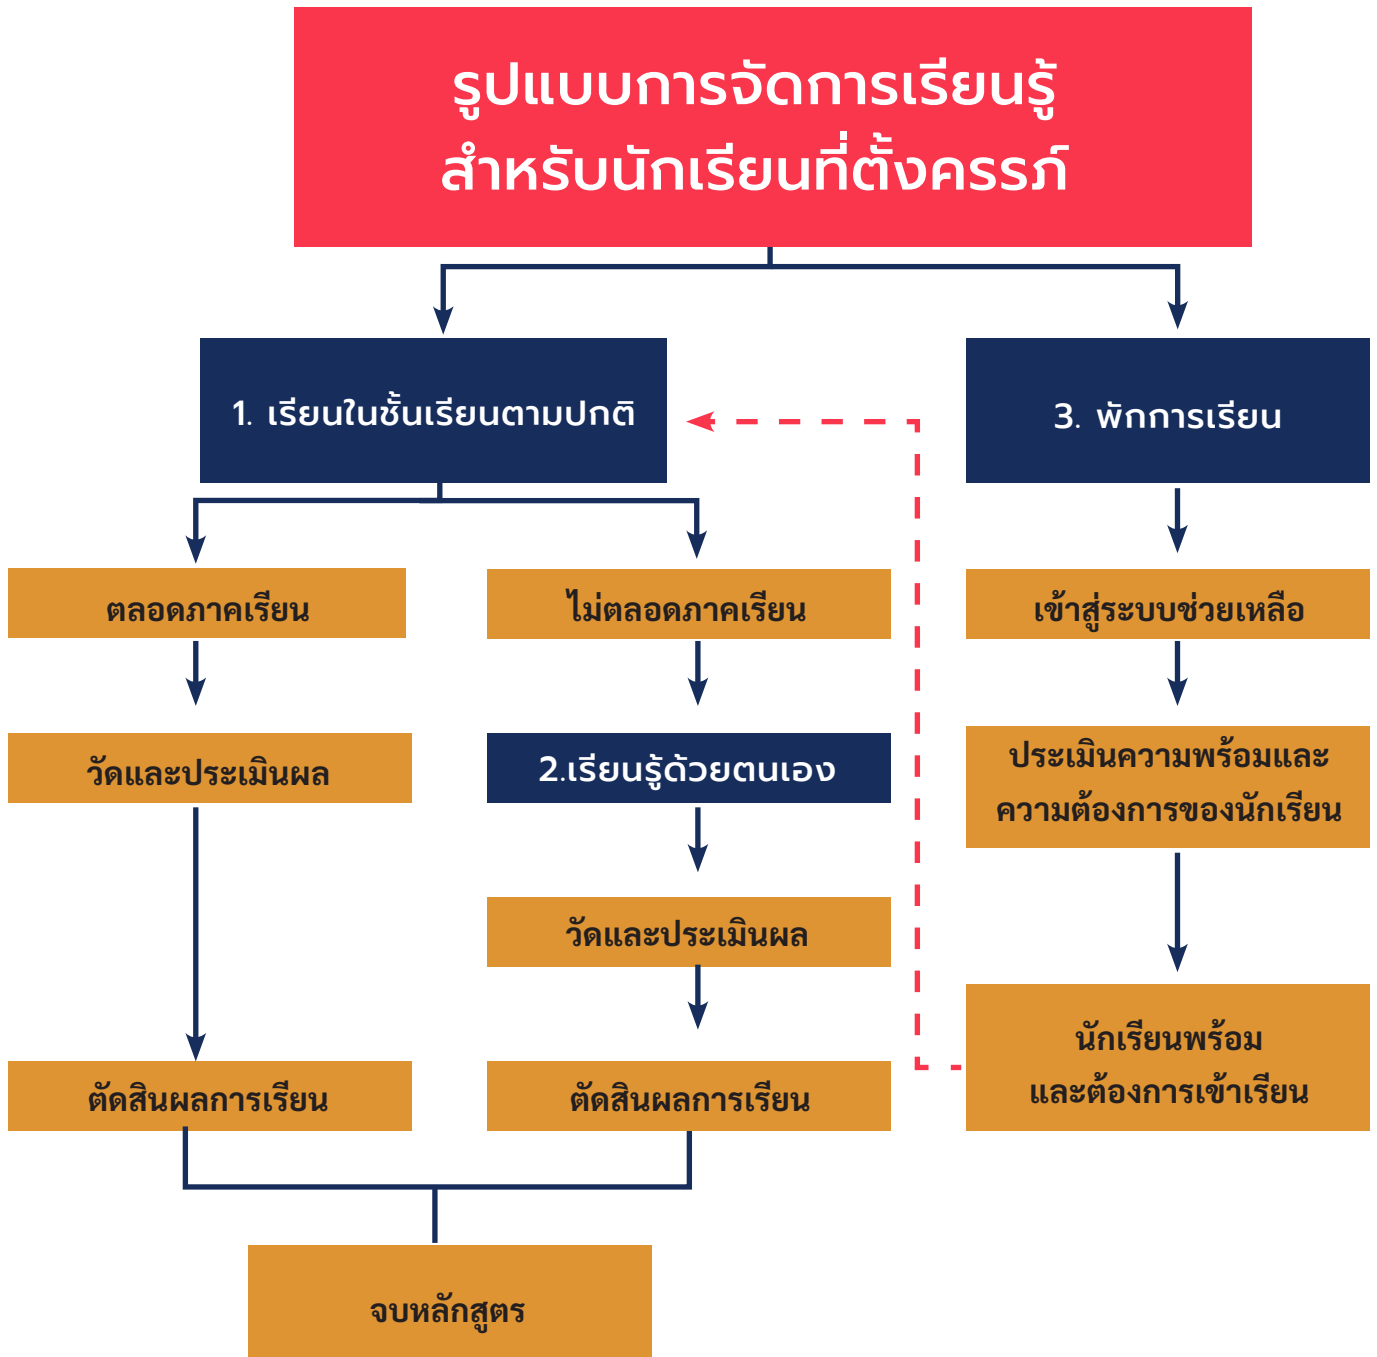 รูปแบบการจัดการเรียนรู้
สำหรับนักเรียนที่ตั้งครรภ์
1. เรียนในชั้นเรียนตามปกติ
3. พักการเรียน
ตลอดภาคเรียน
ไม่ตลอดภาคเรียน
เข้าสู่ระบบช่วยเหลือ
วัดและประเมินผล
2.เรียนรู้ด้วยตนเอง
ประเมินความพร้อมและ
ความต้องการของนักเรียน
วัดและประเมินผล
นักเรียนพร้อม
และต้องการเข้าเรียน
ตัดสินผลการเรียน
ตัดสินผลการเรียน
จบหลักสูตร